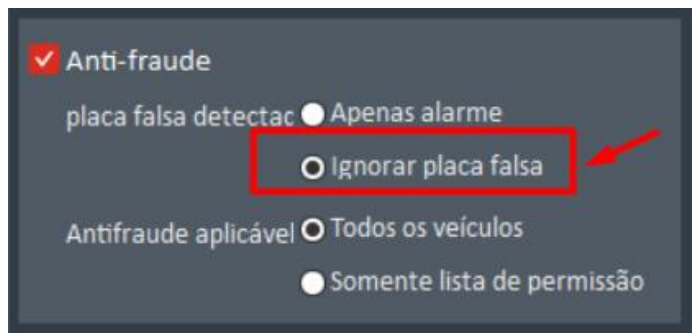 Anti-fraude
placa falsa detectac Apenas alarme
Ignorar placa falsa
Antifraude aplicável Todos os veículos
Somente lista de permissão